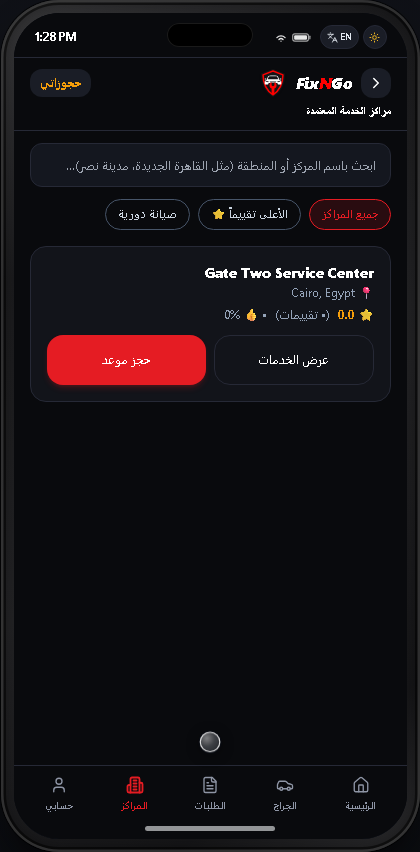 1:28 PM
EN
FixNGo
حجوزاتي
مراكز الخدمة المعتمدة
ابحث باسم المركز أو المنطقة (مثل القاهرة الجديدة، مدينة نصر)...
جميع المراكز
الأعلى تقييماً ⭐
صيانة دورية
Gate Two Service Center
📍 Cairo, Egypt
⭐ 0.0 (٠ تقييمات) • 👍 0%
عرض الخدمات
حجز موعد
الرئيسية
الجراج
الطلبات
المراكز
حسابي